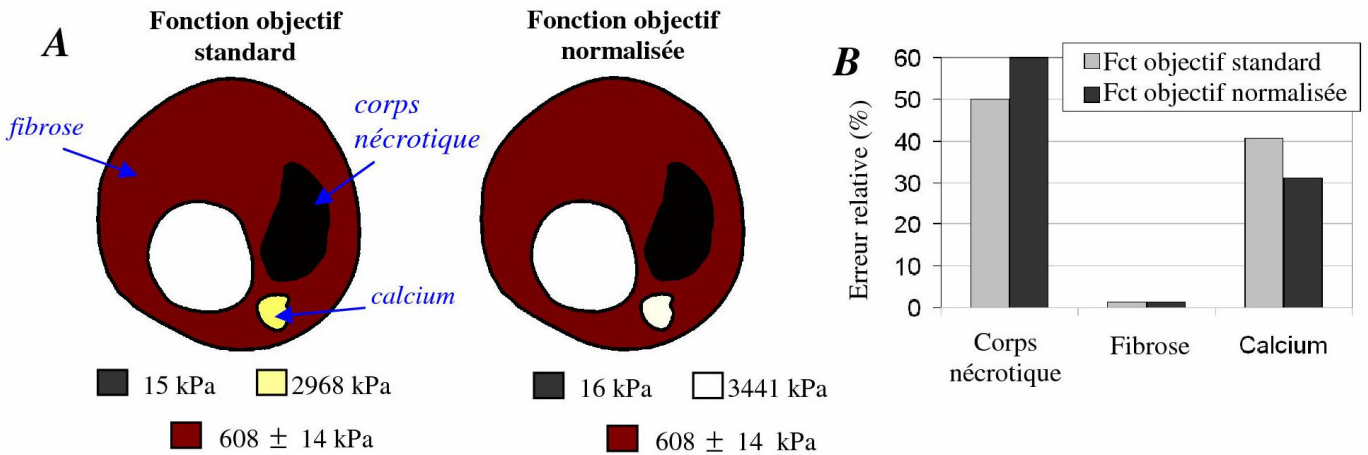 A
Fonction objectif
standard
fibrose
corps
nécrotique
calcium
15 kPa
2968 kPa
608 ± 14 kPa
Fonction objectif
normalisée
16 kPa
3441 kPa
608 ± 14 kPa
B
Fct objectif standard
Fct objectif normalisée
Erreur relative (%)
60
50
40
30
20
10
0
Corps
nécrotique
Fibrose
Calcium